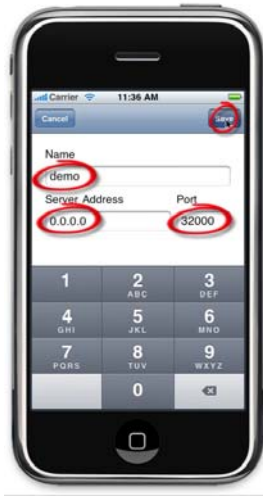 Carrier 11:36 AM
Cancel Save
Name
demo
Server Address Port
0.0.0.0 32000
1 2 3
ABC DEF
4 5 6
GHI JKL MNO
7 8 9
PQRS TUV WXYZ
0